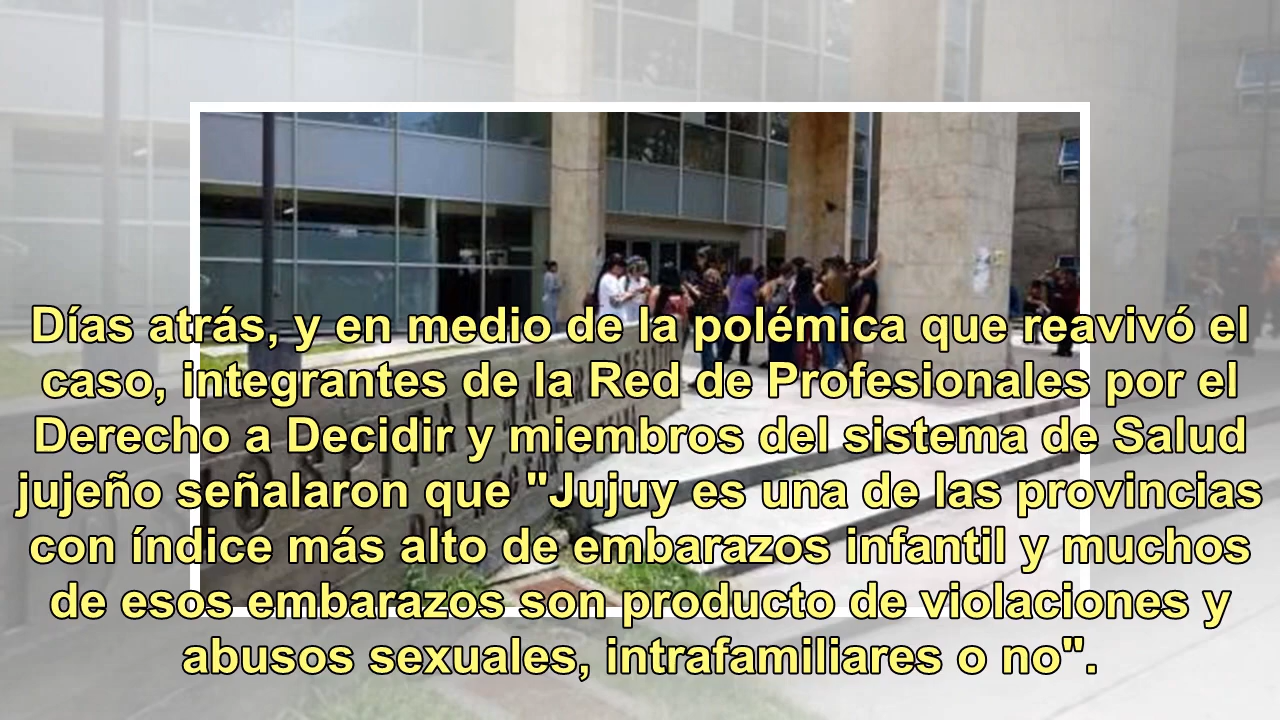 Días atrás, y en medio de la polémica que reavivó el
caso, integrantes de la Red de Profesionales por el
Derecho a Decidir y miembros del sistema de Salud
jujeño señalaron que "Jujuy es una de las provincias
con índice más alto de embarazos infantil y muchos
de esos embarazos son producto de violaciones y
abusos sexuales, intrafamiliares o no".